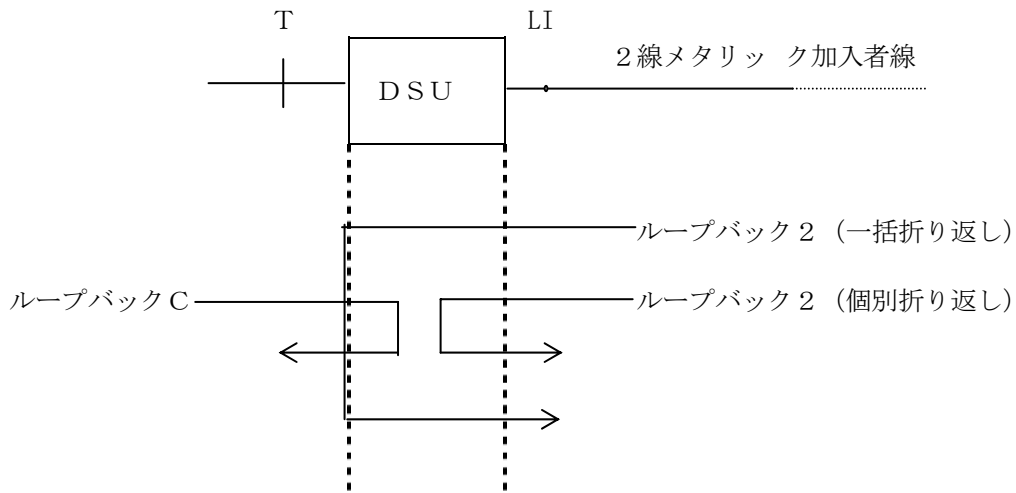 T
LI
2線メタリック加入者線
DSU
ループバック2（一括折り返し）
ループバックC
ループバック2（個別折り返し）